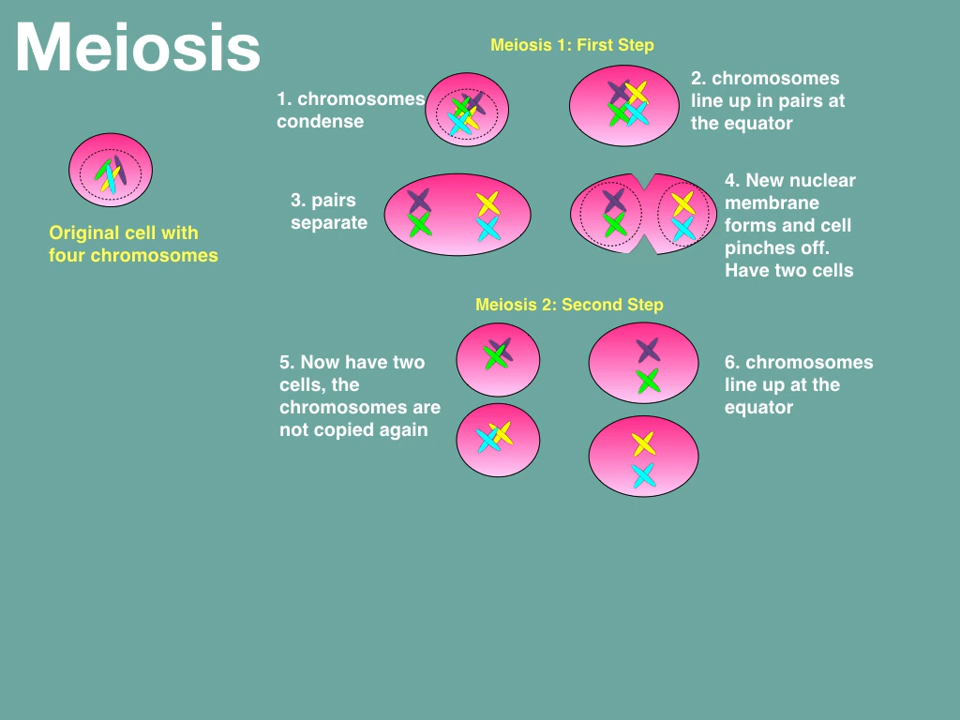 Meiosis
Meiosis 1: First Step
1. chromosomes
condense
2. chromosomes
line up in pairs at
the equator
Original cell with
four chromosomes
3. pairs
separate
4. New nuclear
membrane
forms and cell
pinches off.
Have two cells
Meiosis 2: Second Step
5. Now have two
cells, the
chromosomes are
not copied again
6. chromosomes
line up at the
equator